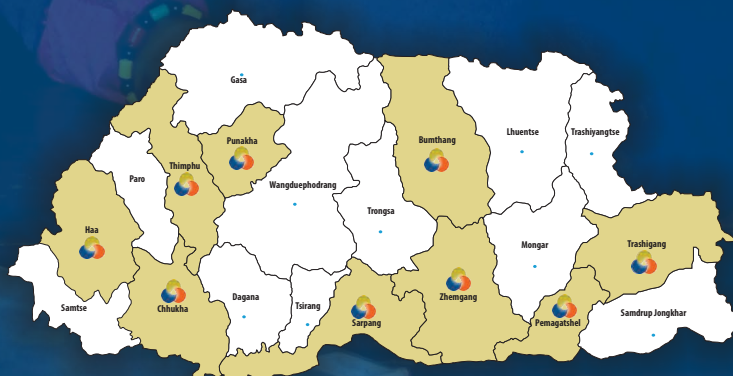 Gasa
Punakha
Bumthang
Lhuentse
Trashiyangtse
Thimphu
Paro
Wangduephodrang
Trongsa
Haa
Mongar
Trashigang
Samtse
Chhukha
Dagana
Tsirang
Sarpang
Zhemgang
Pemagatshel
Samdrup Jongkhar